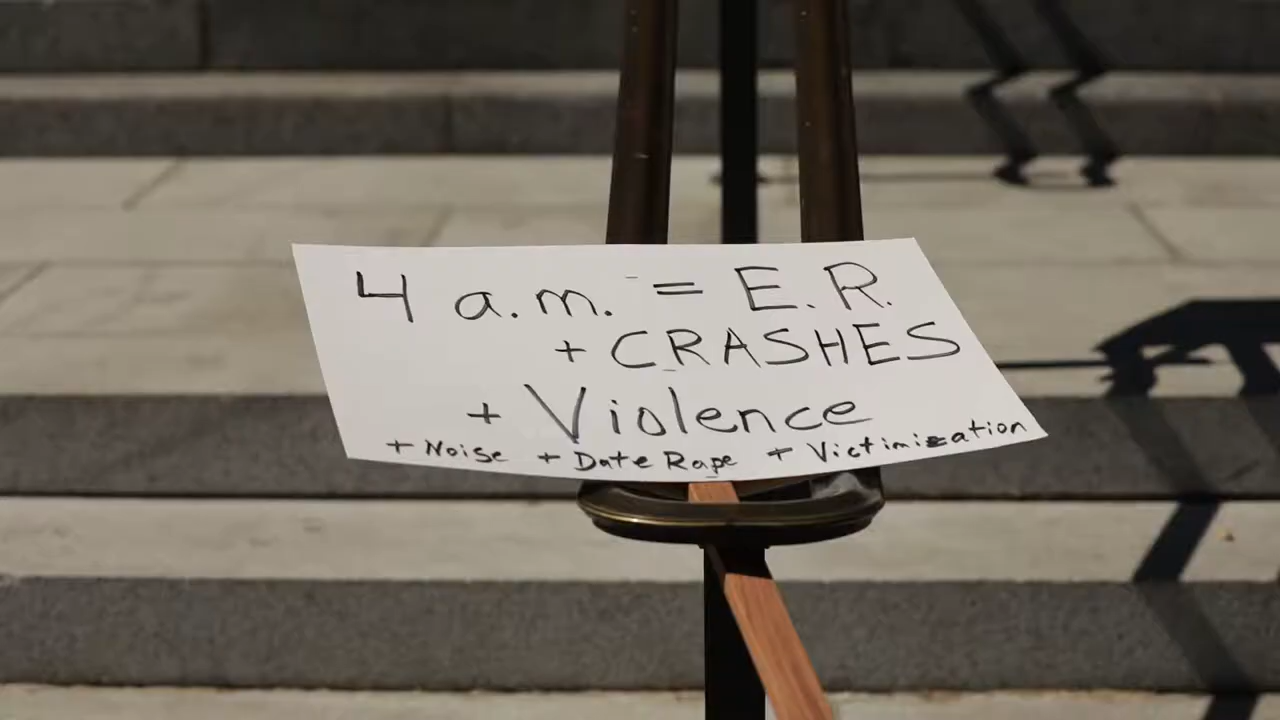 4 a.m. = E.R.
+ CRASHES
+ Violence
+ Noise + Date Rape + Victimization